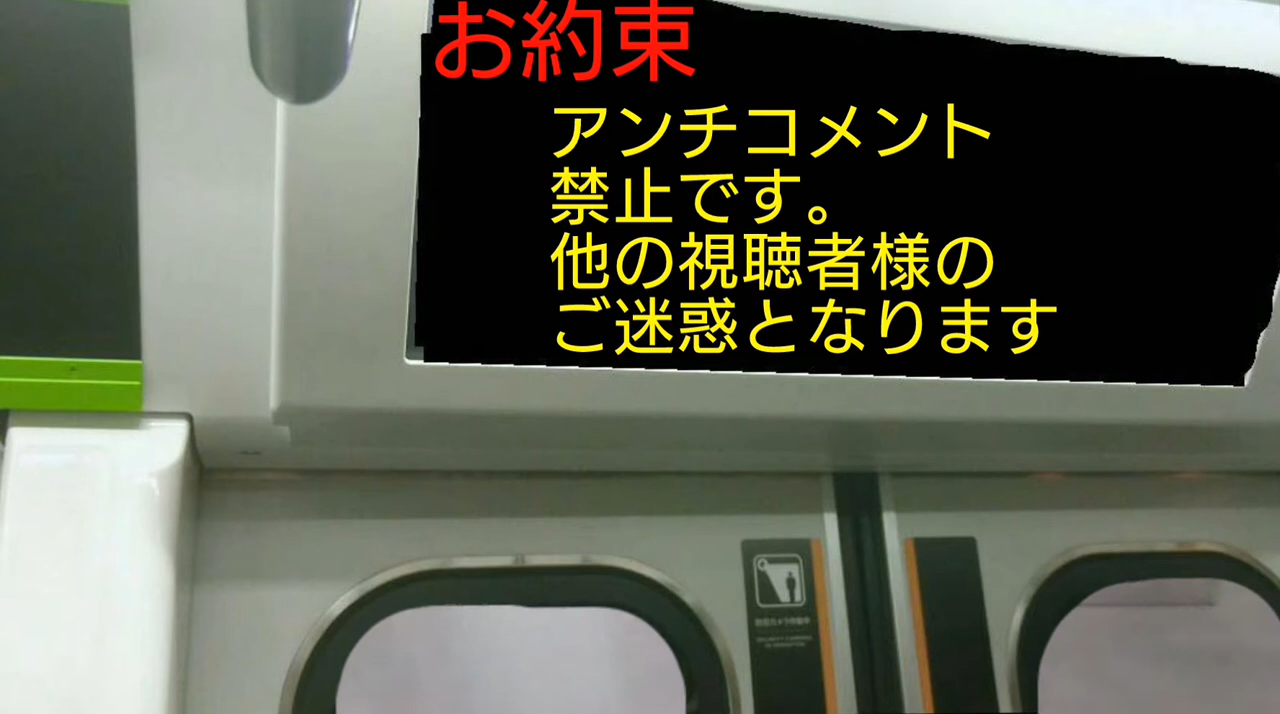 お約束
アンチコメント
禁止です。
他の視聴者様の
ご迷惑となります